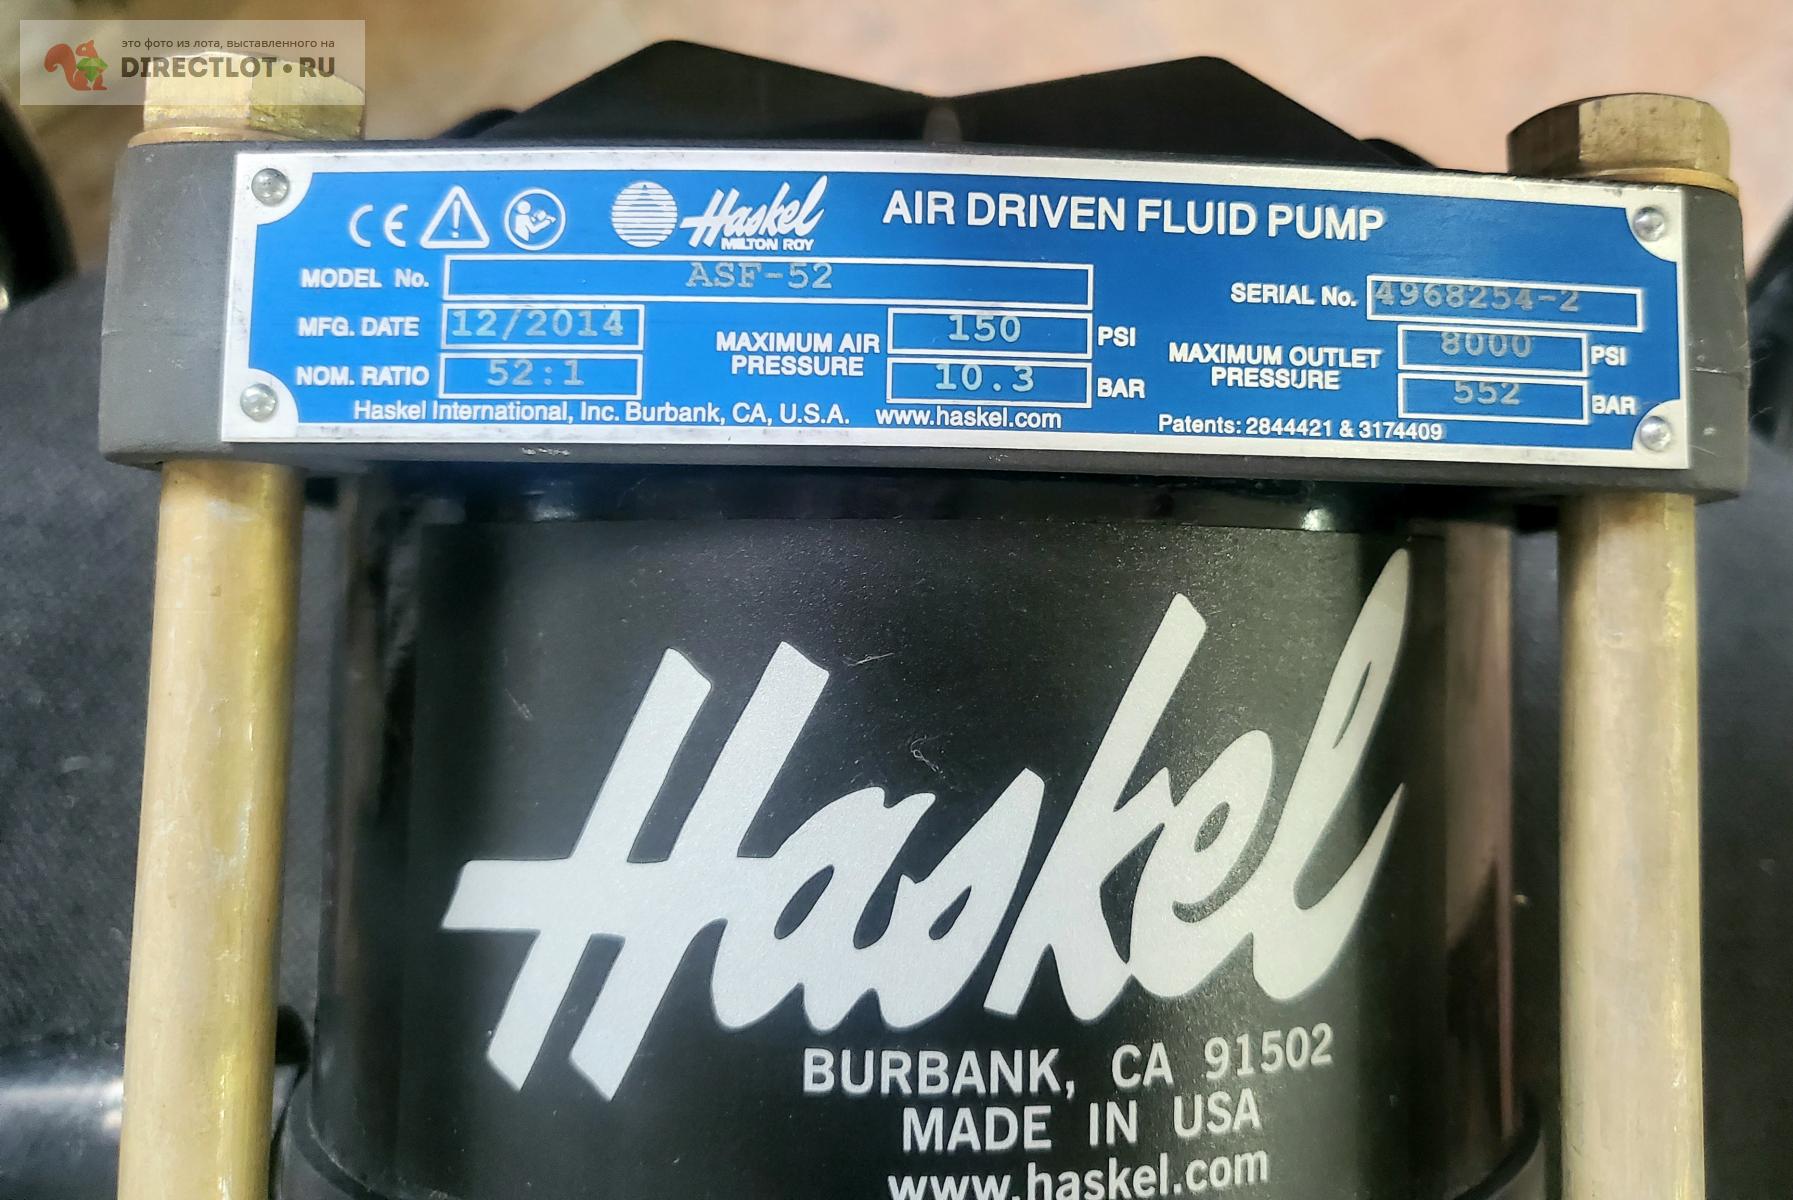 это фото из лота, выставленного на
DIRECTLOT•RU
CE Haskel AIR DRIVEN FLUID PUMP
MILTON ROY
MODEL No. ASF-52 SERIAL No. 4968254-2
MFG. DATE 12/2014 MAXIMUM AIR PRESSURE 150 PSI MAXIMUM OUTLET PRESSURE 8000 PSI
NOM. RATIO 52:1 10.3 BAR 552 BAR
Haskel International, Inc. Burbank, CA, U.S.A. www.haskel.com Patents: 2844421 & 3174409
Haskel
BURBANK, CA 91502
MADE IN USA
www.haskel.com